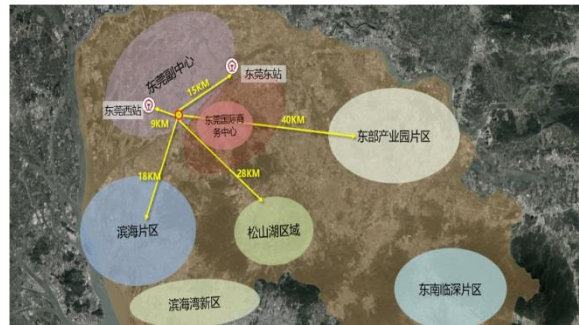 东莞副中心
东莞东站
15KM
东莞西站
9KM
东莞国际商
务中心
40KM
东部产业园片区
18KM
28KM
滨海片区
松山湖区域
滨海湾新区
东南临深片区